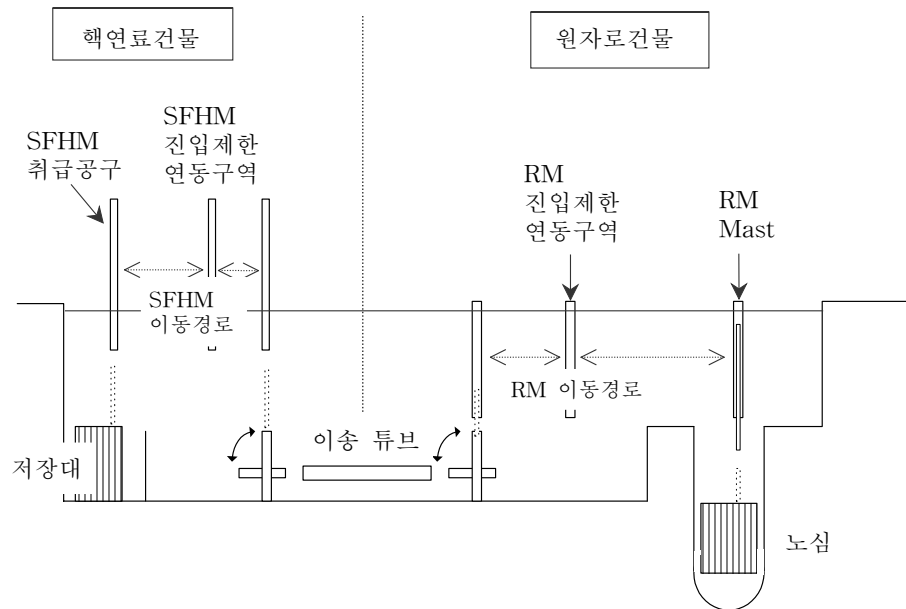 핵연료건물
원자로건물
SFHM
취급공구
SFHM
진입제한
연동구역
RM
진입제한
연동구역
RM
Mast
SFHM
이동경로
RM 이동경로
이송 튜브
저장대
노심